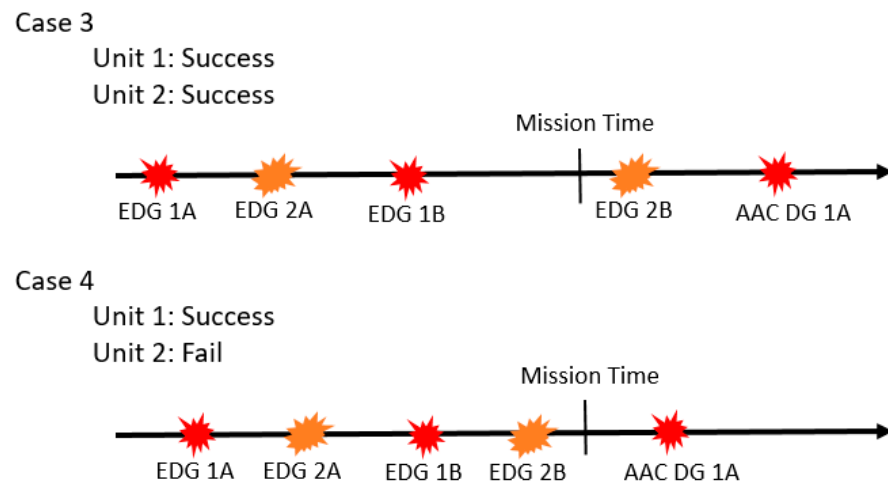 Case 3
Unit 1: Success
Unit 2: Success
Mission Time
EDG 1A
EDG 2A
EDG 1B
EDG 2B
AAC DG 1A
Case 4
Unit 1: Success
Unit 2: Fail
Mission Time
EDG 1A
EDG 2A
EDG 1B
EDG 2B
AAC DG 1A